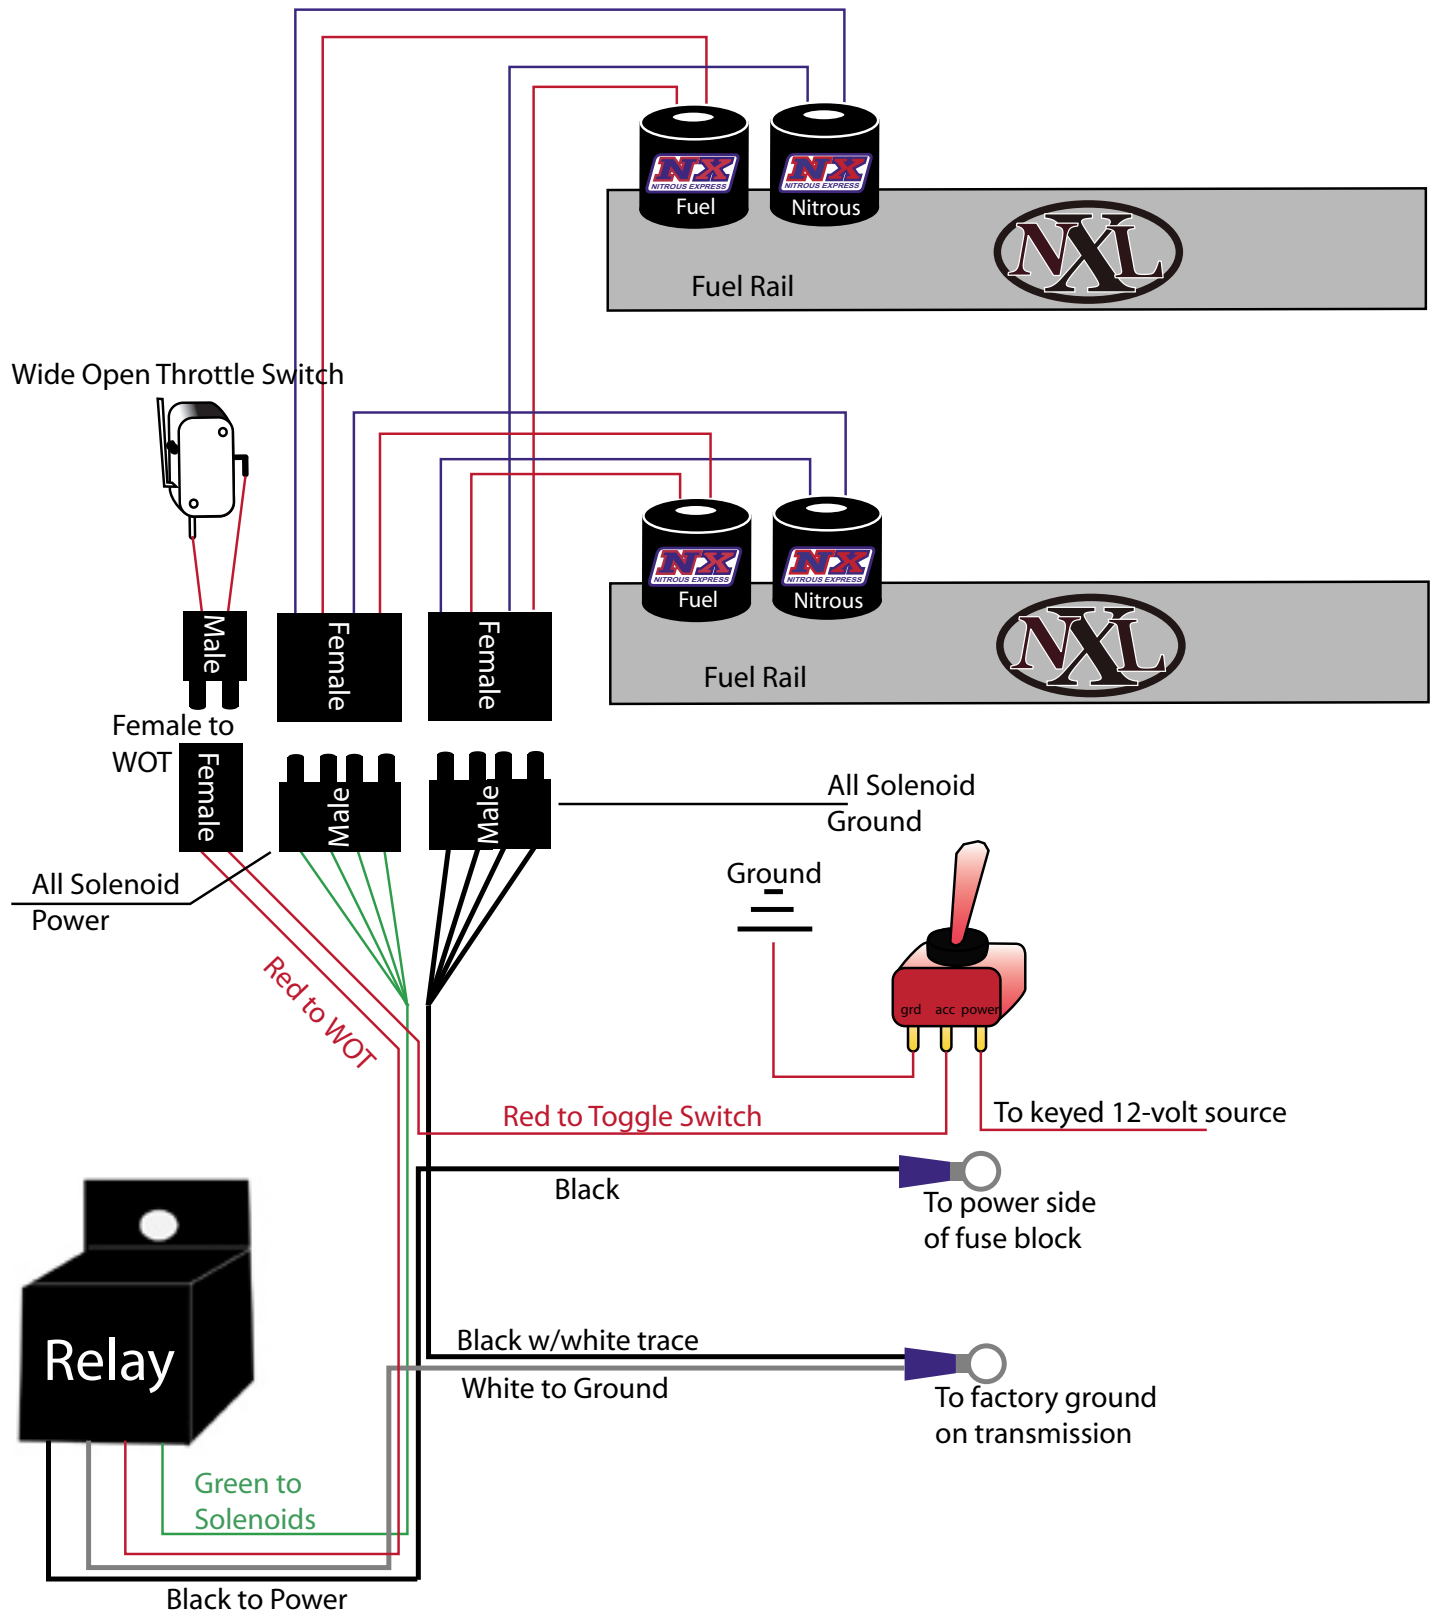 NX
NITROUS EXPRESS
Fuel
NX
NITROUS EXPRESS
Nitrous
Fuel Rail
NXL
Wide Open Throttle Switch
NX
NITROUS EXPRESS
Fuel
NX
NITROUS EXPRESS
Nitrous
Fuel Rail
NXL
Male
Female
Female
Female to
WOT
Female
Male
Male
All Solenoid
Ground
All Solenoid
Power
Ground
Red to WOT
grd acc power
Red to Toggle Switch
To keyed 12-volt source
Black
To power side
of fuse block
Relay
Black w/white trace
White to Ground
To factory ground
on transmission
Green to
Solenoids
Black to Power